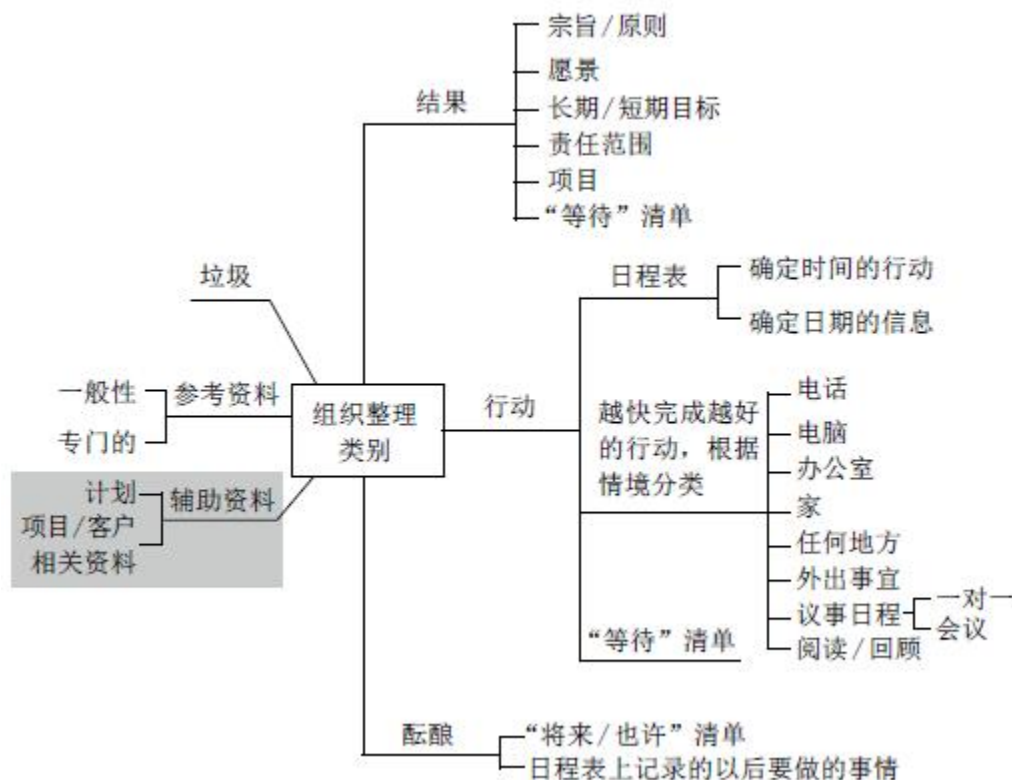 宗旨/原则
愿景
结果
长期/短期目标
责任范围
项目
“等待”清单
垃圾
日程表
确定时间的行动
确定日期的信息
一般性
参考资料
专门的
组织整理
类别
行动
越快完成越好
的行动，根据
情境分类
电话
电脑
办公室
家
任何地方
外出事宜
议事日程
一对一
会议
阅读/回顾
计划
辅助资料
项目/客户
相关资料
“等待”清单
酝酿
“将来/也许”清单
日程表上记录的以后要做的事情